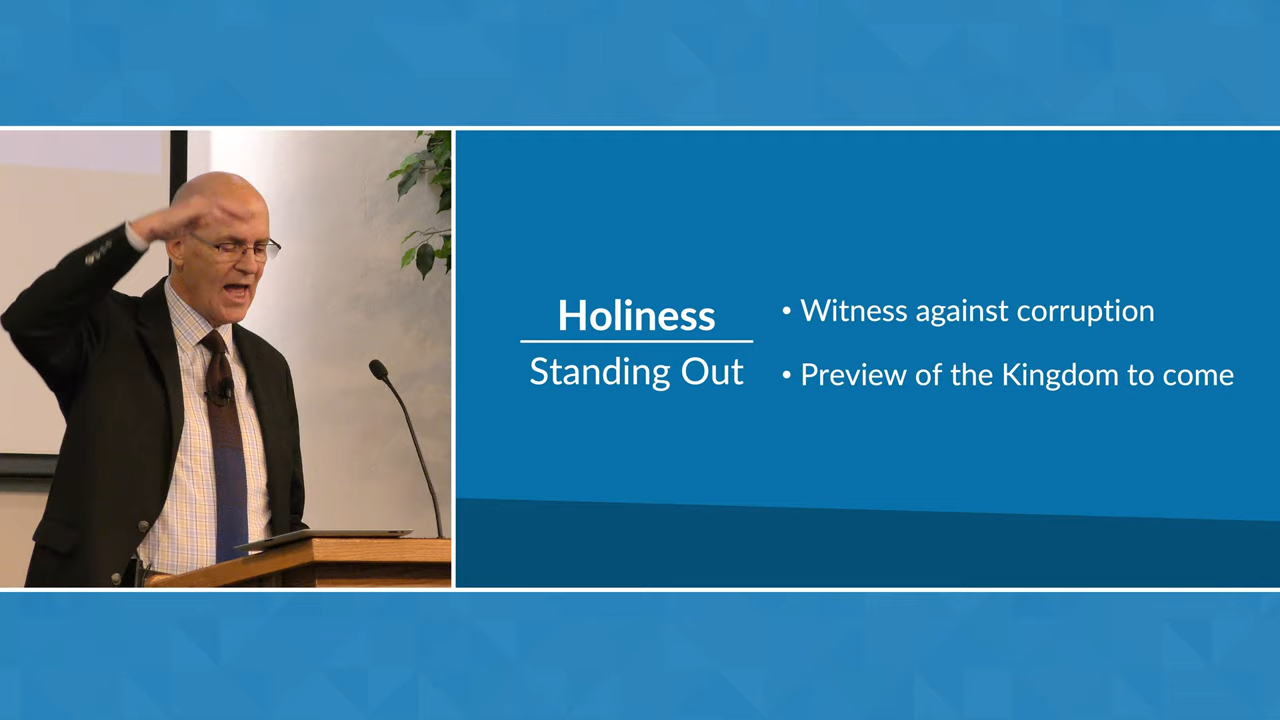 Holiness
Standing Out
• Witness against corruption
• Preview of the Kingdom to come